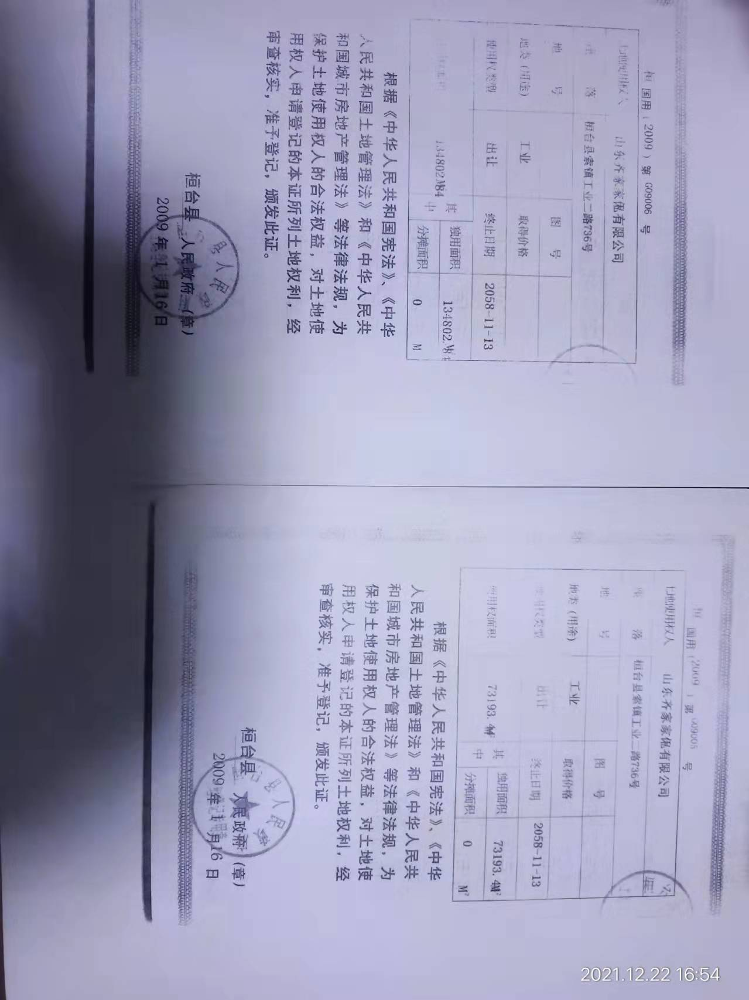 桓 国用（2009）第 G09006 号
土地使用权人 山东齐家家俬有限公司
座 落 桓台县索镇工业二路736号
地 号 图 号
地类（用途） 工业 取得价格
使用权类型 出让 终止日期 2058-11-13
134802.84 其中 独用面积 134802.84
分摊面积 0 M
根据《中华人民共和国宪法》、《中华
人民共和国土地管理法》和《中华人民共
和国城市房地产管理法》等法律法规，为
保护土地使用权人的合法权益，对土地使
用权人申请登记的本证所列土地权利，经
审查核实，准予登记，颁发此证。
桓台县 人民政府（章）
2009 年 1 月 16 日
县人民
桓 国用（2009）第 G09005 号
土地使用权人 山东齐家家俬有限公司
座 落 桓台县索镇工业二路736号
地 号 图 号
地类（用途） 工业 取得价格
使用权类型 出让 终止日期 2058-11-13
使用权面积 73193.4M² 其中 独用面积 73193.4M²
分摊面积 0 M²
根据《中华人民共和国宪法》、《中华
人民共和国土地管理法》和《中华人民共
和国城市房地产管理法》等法律法规，为
保护土地使用权人的合法权益，对土地使
用权人申请登记的本证所列土地权利，经
审查核实，准予登记，颁发此证。
桓台县 人民政府（章）
2009 年 1 月 16 日
县人民
2021.12.22 16:54